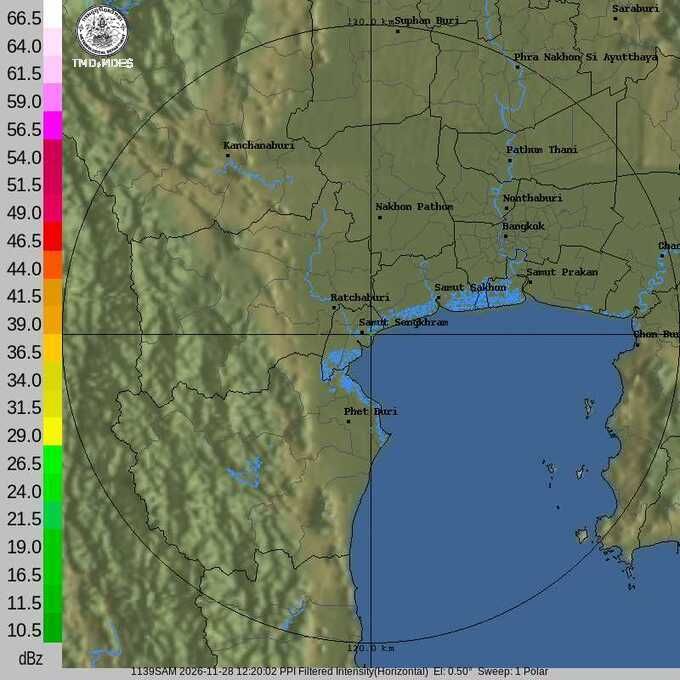 66.5
64.0
61.5
59.0
56.5
54.0
51.5
49.0
46.5
44.0
41.5
39.0
36.5
34.0
31.5
29.0
26.5
24.0
21.5
19.0
16.5
11.5
10.5
dBz
TMD,MDES
120.0 km
Suphan Buri
Saraburi
Phra Nakhon Si Ayutthaya
Kanchanaburi
Pathum Thani
Nakhon Pathom
Nonthaburi
Bangkok
Chac
Samut Prakan
Samut Sakhon
Ratchaburi
Samut Songkhram
Chon Bur
Phet Buri
120.0 km
1139SAM 2026-11-28 12:20:02 PPI Filtered Intensity(Horizontal) El: 0.50° Sweep: 1 Polar